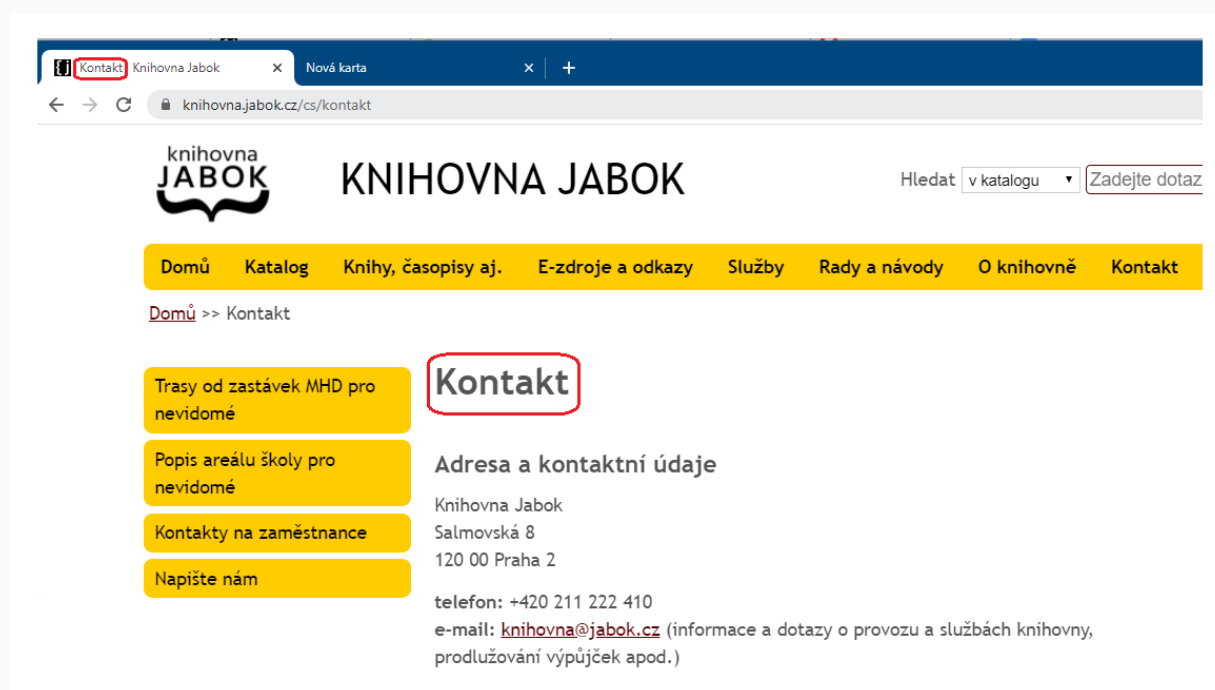 Kontakt Knihovna Jabok
Nová karta
knihovna.jabok.cz/cs/kontakt
knihovna
JABOK
KNIHOVNA JABOK
Hledat v katalogu Zadejte dotaz
Domů Katalog Knihy, časopisy aj. E-zdroje a odkazy Služby Rady a návody O knihovně Kontakt
Domů >> Kontakt
Trasy od zastávek MHD pro
nevidomé
Popis areálu školy pro
nevidomé
Kontakty na zaměstnance
Napište nám
Kontakt
Adresa a kontaktní údaje
Knihovna Jabok
Salmovská 8
120 00 Praha 2
telefon: +420 211 222 410
e-mail: knihovna@jabok.cz (informace a dotazy o provozu a službách knihovny,
prodlužování výpůjček apod.)